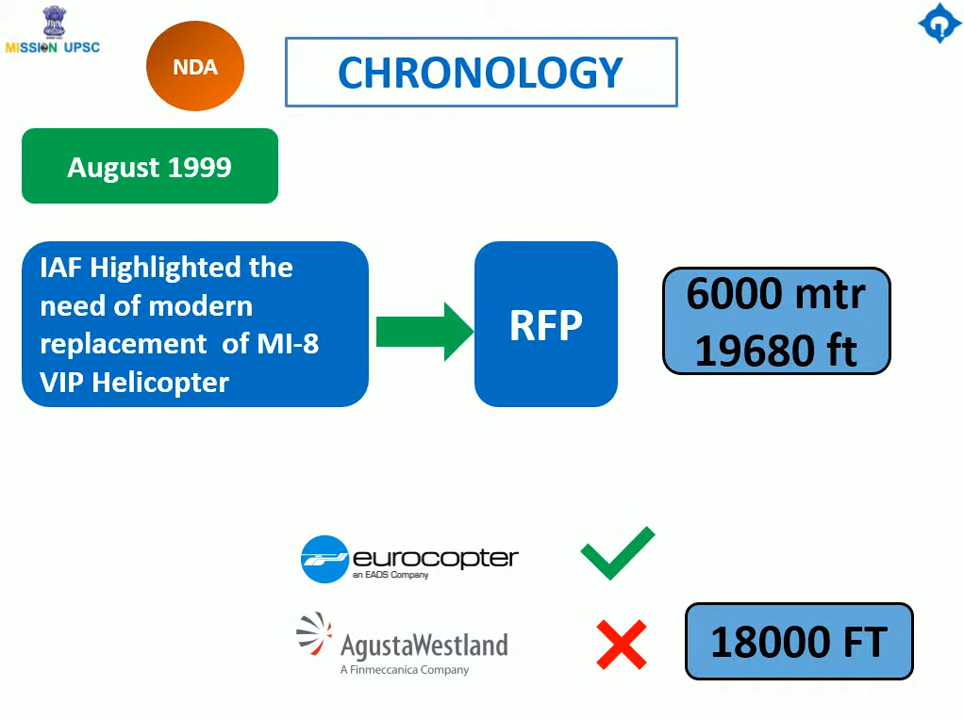 MISSION UPSC
NDA
CHRONOLOGY
August 1999
IAF Highlighted the
need of modern
replacement of MI-8
VIP Helicopter
RFP
6000 mtr
19680 ft
eurocopter
an EADS Company
AgustaWestland
A Finmeccanica Company
18000 FT